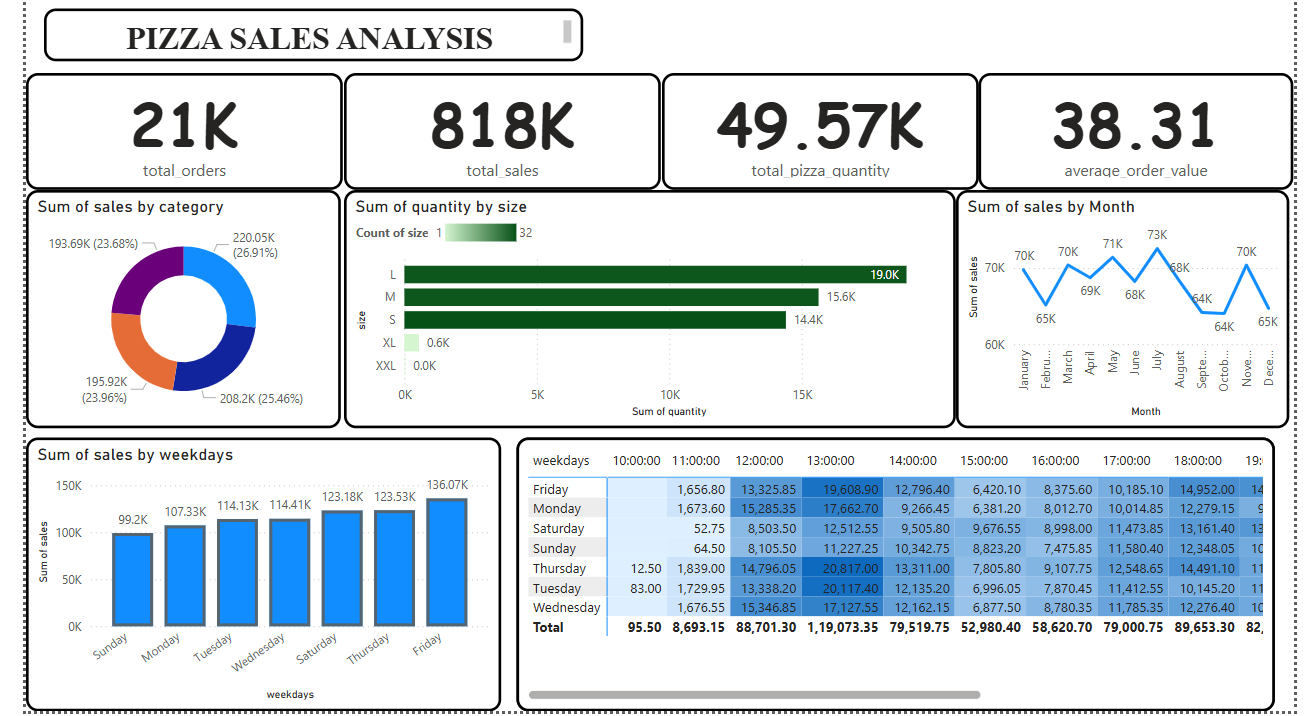 PIZZA SALES ANALYSIS
21K
total_orders
818K
total_sales
49.57K
total_pizza_quantity
38.31
average_order_value
Sum of sales by category
193.69K (23.68%)
220.05K
(26.91%)
195.92K
(23.96%)
208.2K (25.46%)
Sum of quantity by size
Count of size 1 32
size
L 19.0K
M 15.6K
S 14.4K
XL 0.6K
XXL 0.0K
0K 5K 10K 15K
Sum of quantity
Sum of sales by Month
Sum of sales
70K
60K
70K 65K 70K 69K 71K 68K 73K 68K 64K 64K 70K 65K
January Febru... March April May June July August Septe... Octob... Nove... Dece...
Month
Sum of sales by weekdays
Sum of sales
150K
100K
50K
0K
99.2K 107.33K 114.13K 114.41K 123.18K 123.53K 136.07K
Sunday Monday Tuesday Wednesday Saturday Thursday Friday
weekdays
weekdays 10:00:00 11:00:00 12:00:00 13:00:00 14:00:00 15:00:00 16:00:00 17:00:00 18:00:00 19:
Friday 1,656.80 13,325.85 19,608.90 12,796.40 6,420.10 8,375.60 10,185.10 14,952.00 14
Monday 1,673.60 15,285.35 17,662.70 9,266.45 6,381.20 8,012.70 10,014.85 12,279.15 9
Saturday 52.75 8,503.50 12,512.55 9,505.80 9,676.55 8,998.00 11,473.85 13,161.40 13
Sunday 64.50 8,105.50 11,227.25 10,342.75 8,823.20 7,475.85 11,580.40 12,348.05 10
Thursday 12.50 1,839.00 14,796.05 20,817.00 13,311.00 7,805.80 9,107.75 12,548.65 14,491.10 11
Tuesday 83.00 1,729.95 13,338.20 20,117.40 12,135.20 6,996.05 7,870.45 11,412.55 10,145.20 11
Wednesday 1,676.55 15,346.85 17,127.55 12,162.15 6,877.50 8,780.35 11,785.35 12,276.40 10
Total 95.50 8,693.15 88,701.30 1,19,073.35 79,519.75 52,980.40 58,620.70 79,000.75 89,653.30 82,